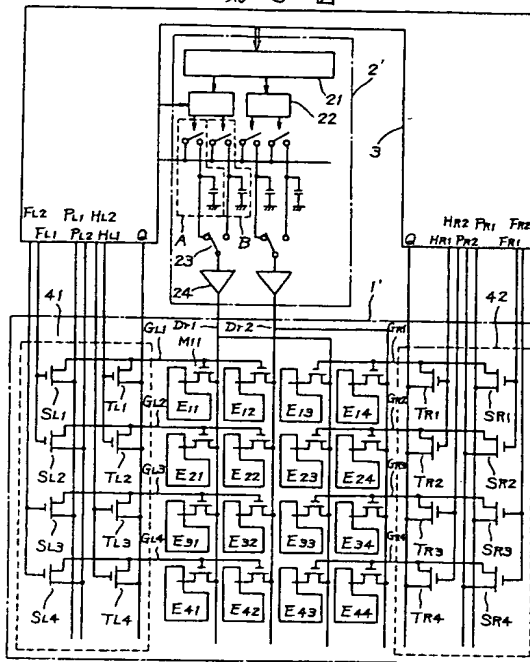 2'
21
22
3
A
B
23
24
FL2 PL1 HL2 Q
FL1 PL2 HL1
Q HR2 PR1 FR2
HR1 PR2 FR1
41
1'
42
GL1
Dr1
Dr2
GR1
M11
E11 E12 E13 E14
SL1 TL1
TR1 SR1
GL2
GR2
E21 E22 E23 E24
SL2 TL2
TR2 SR2
GL3
GR3
E31 E32 E33 E34
SL3 TL3
TR3 SR3
GL4
GR4
E41 E42 E43 E44
SL4 TL4
TR4 SR4